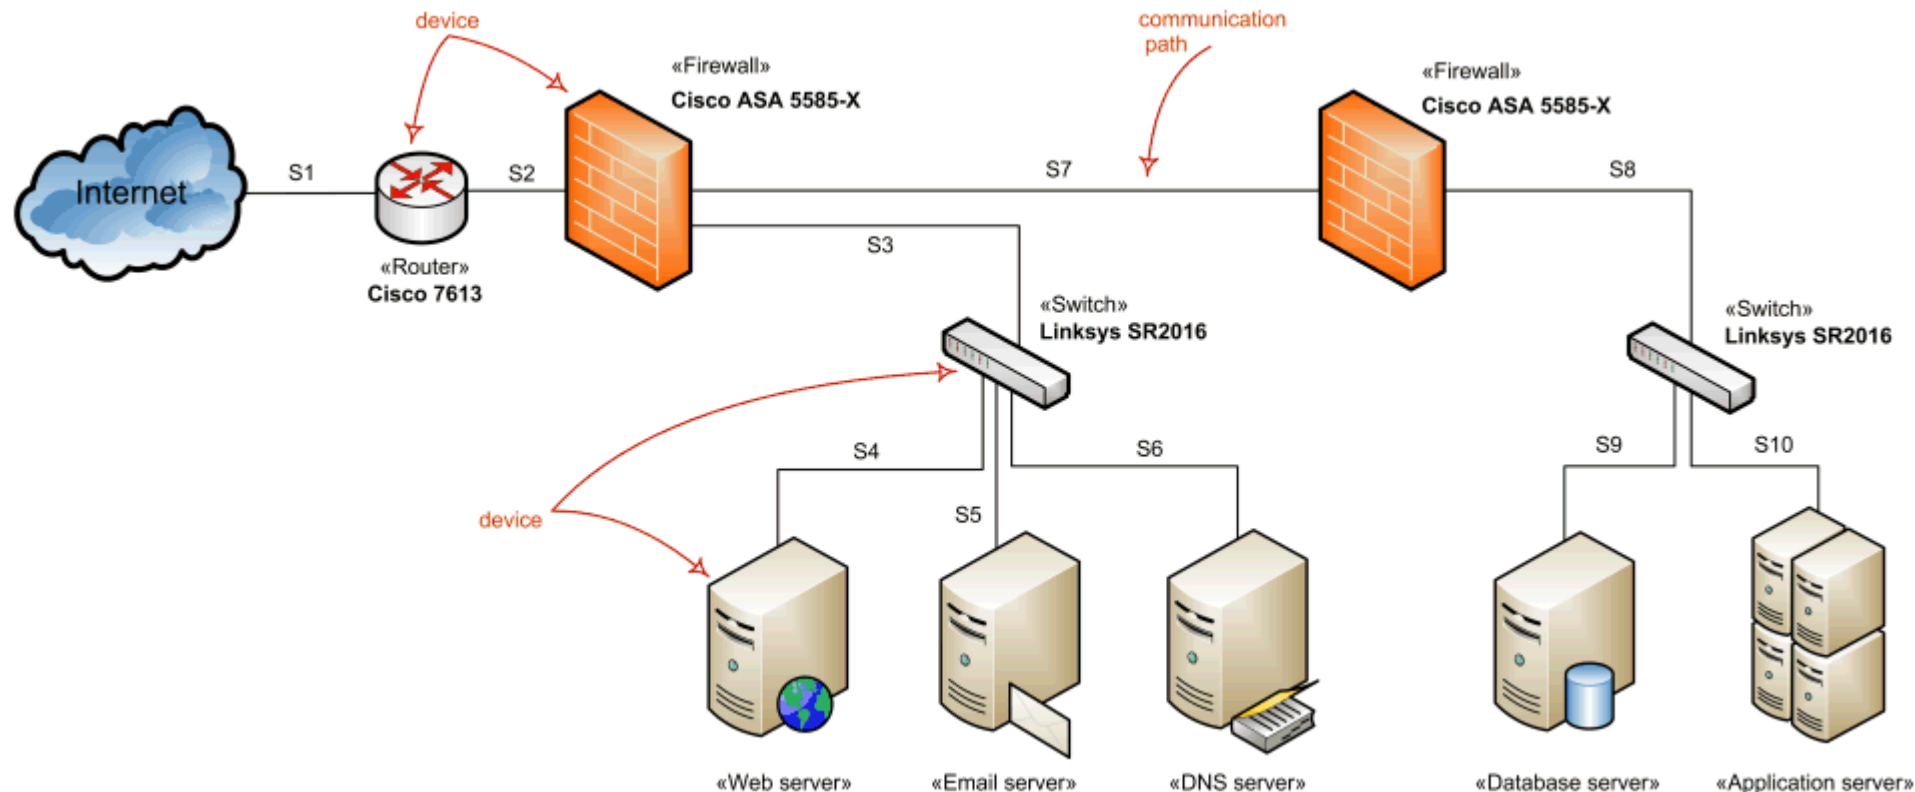 device
communication
path
«Firewall»
Cisco ASA 5585-X
«Firewall»
Cisco ASA 5585-X
Internet
S1
S2
S7
S8
S3
«Router»
Cisco 7613
«Switch»
Linksys SR2016
«Switch»
Linksys SR2016
S4
S6
S9
S10
device
S5
«Web server»
«Email server»
«DNS server»
«Database server»
«Application server»